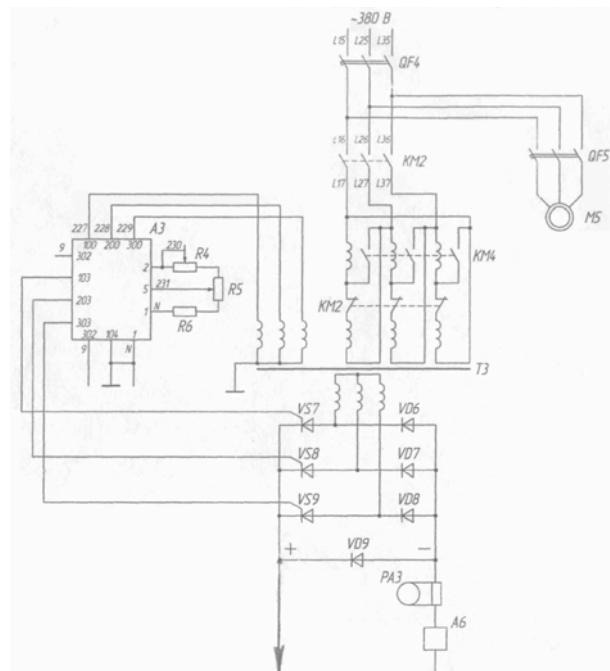 ~380 В
L15 L25 L35
QF4
L16 L26 L36
KM2
QF5
L17 L27 L37
M5
227 228 229
A3
100 200 300
9
302
230
R4
2
103
5
231
R5
203
N
R6
1
303
KM4
KM2
302 104 1
9
N
T3
VS7
VD6
VS8
VD7
VS9
VD8
+
VD9
−
PA3
A6